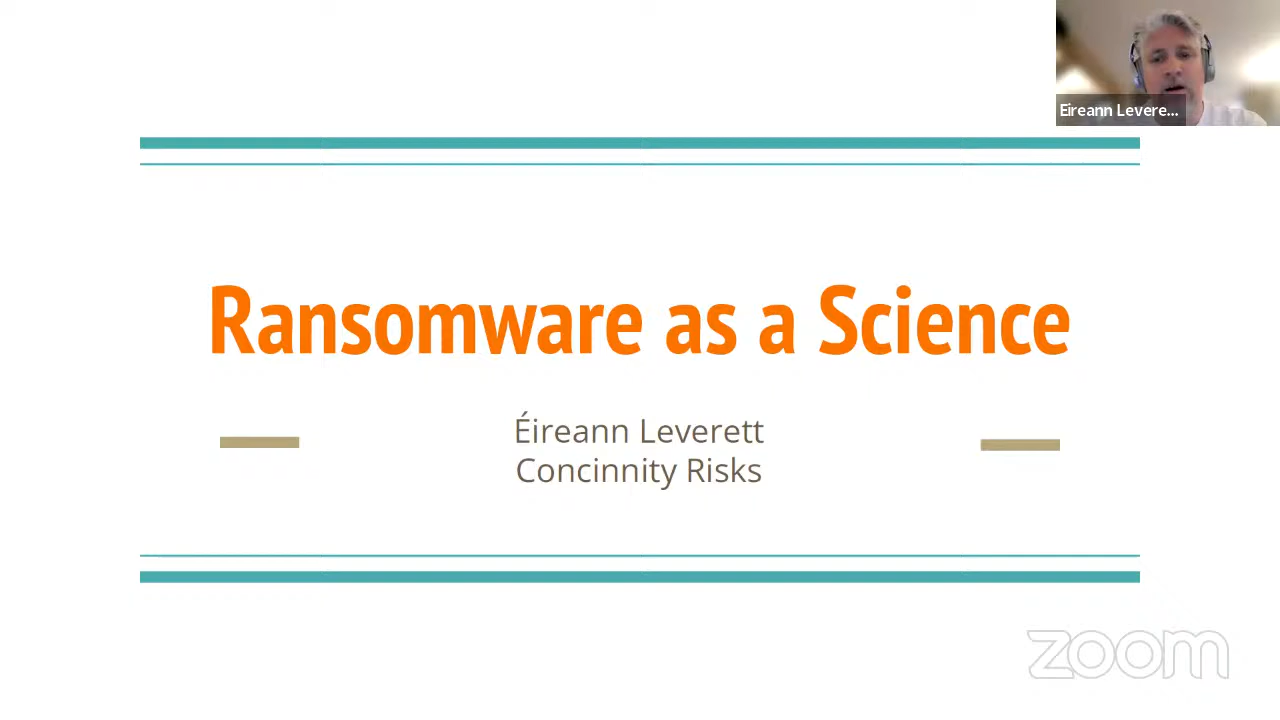 Eireann Levere...
Ransomware as a Science
Éireann Leverett
Concinnity Risks
zoom